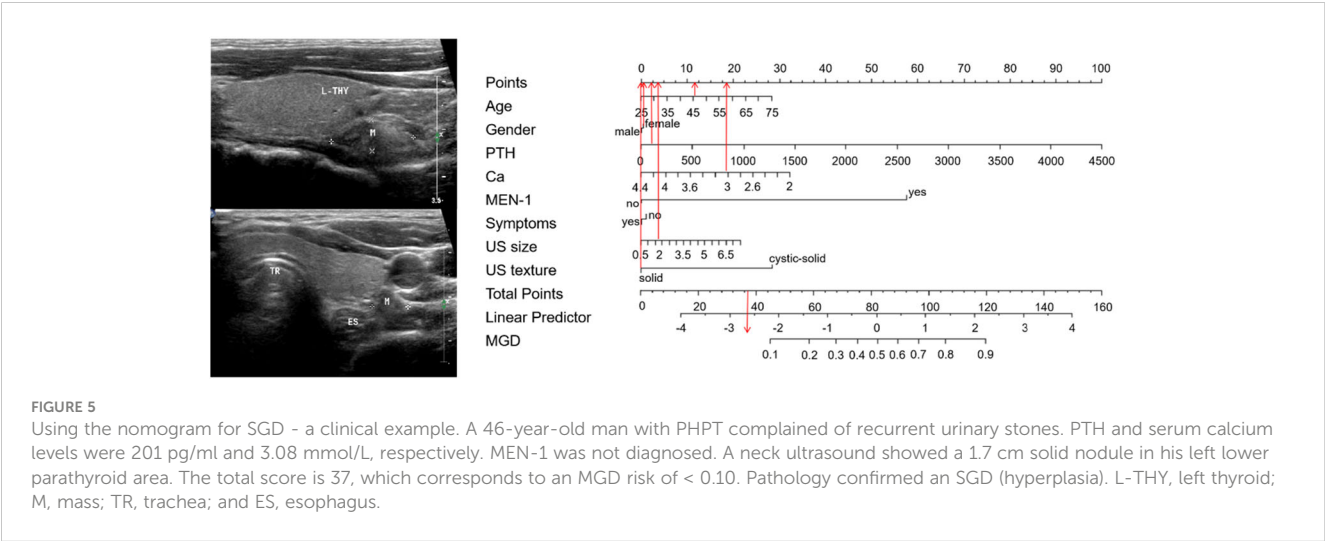 L-THY
M
3.5-
TR
M
ES
Points
0 10 20 30 40 50 60 70 80 90 100
Age
25 35 45 55 65 75
Gender
male female
PTH
0 500 1000 1500 2000 2500 3000 3500 4000 4500
Ca
4.4 4 3.6 3 2.6 2
MEN-1
no yes
Symptoms
yes no
US size
0.5 2 3.5 5 6.5
US texture
solid cystic-solid
Total Points
0 20 40 60 80 100 120 140 160
Linear Predictor
-4 -3 -2 -1 0 1 2 3 4
MGD
0.1 0.2 0.3 0.4 0.5 0.6 0.7 0.8 0.9
FIGURE 5
Using the nomogram for SGD - a clinical example. A 46-year-old man with PHPT complained of recurrent urinary stones. PTH and serum calcium
levels were 201 pg/ml and 3.08 mmol/L, respectively. MEN-1 was not diagnosed. A neck ultrasound showed a 1.7 cm solid nodule in his left lower
parathyroid area. The total score is 37, which corresponds to an MGD risk of < 0.10. Pathology confirmed an SGD (hyperplasia). L-THY, left thyroid;
M, mass; TR, trachea; and ES, esophagus.